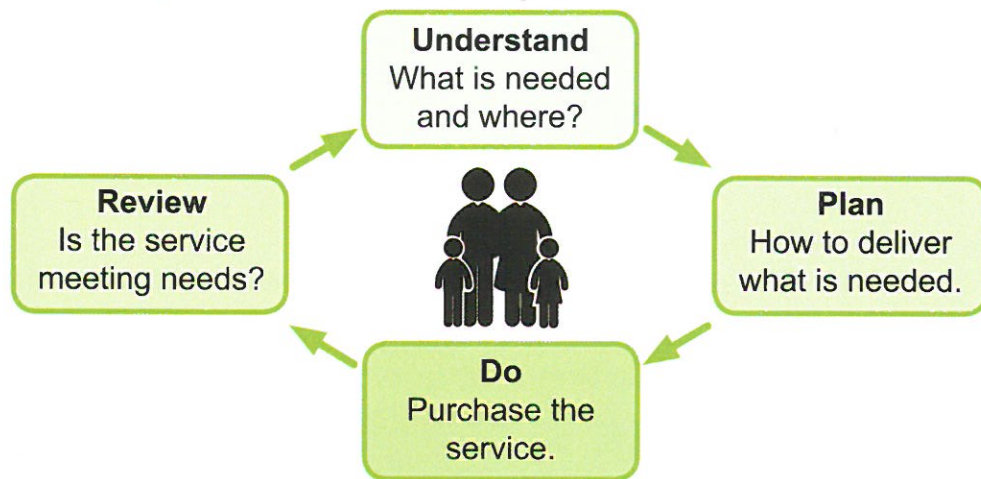 Understand
What is needed
and where?
Plan
How to deliver
what is needed.
Do
Purchase the
service.
Review
Is the service
meeting needs?